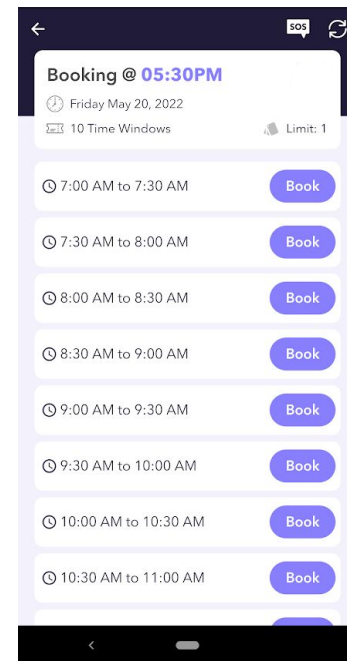 SOS
Booking @ 05:30PM
Friday May 20, 2022
10 Time Windows Limit: 1
7:00 AM to 7:30 AM Book
7:30 AM to 8:00 AM Book
8:00 AM to 8:30 AM Book
8:30 AM to 9:00 AM Book
9:00 AM to 9:30 AM Book
9:30 AM to 10:00 AM Book
10:00 AM to 10:30 AM Book
10:30 AM to 11:00 AM Book